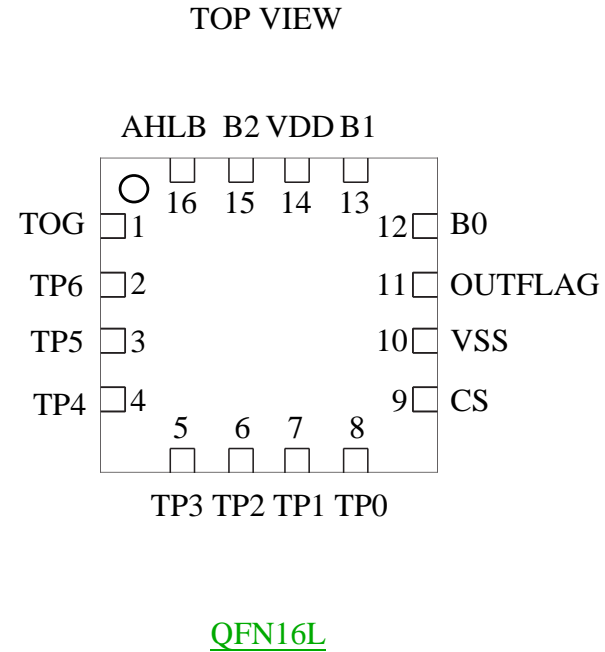 TOP VIEW
AHLB B2 VDD B1
16 15 14 13
TOG 1 12 B0
TP6 2 11 OUTFLAG
TP5 3 10 VSS
TP4 4 9 CS
5 6 7 8
TP3 TP2 TP1 TP0
QFN16L